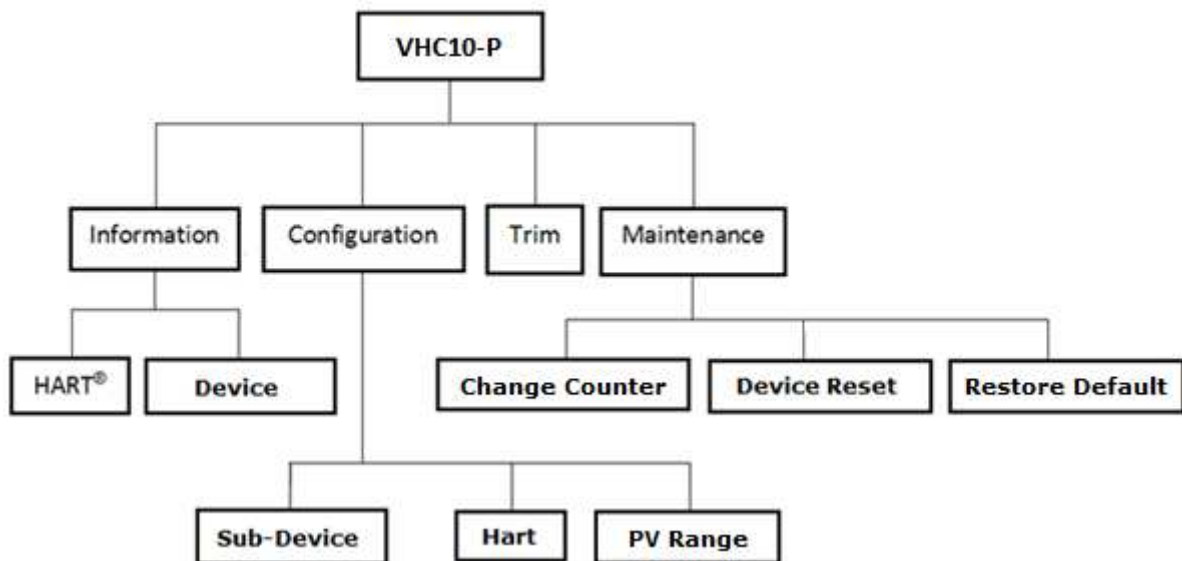 VHC10-P
Information
Configuration
Trim
Maintenance
HART®
Device
Change Counter
Device Reset
Restore Default
Sub-Device
Hart
PV Range